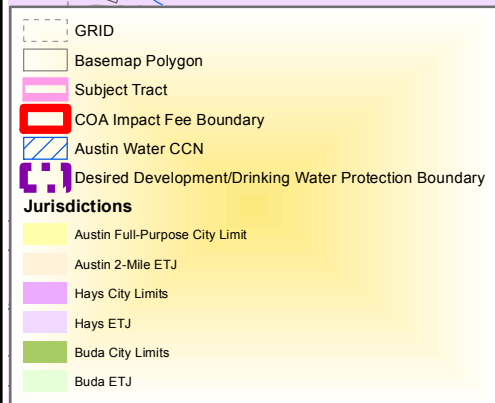 GRID
Basemap Polygon
Subject Tract
COA Impact Fee Boundary
Austin Water CCN
Desired Development/Drinking Water Protection Boundary
Jurisdictions
Austin Full-Purpose City Limit
Austin 2-Mile ETJ
Hays City Limits
Hays ETJ
Buda City Limits
Buda ETJ